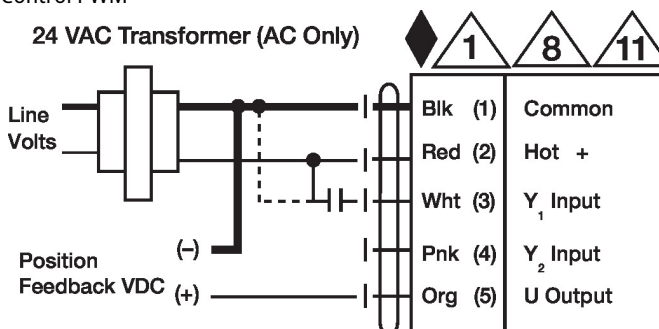 Control PWM
24 VAC Transformer (AC Only)
1 8 11
Line
Volts
Blk (1) Common
Red (2) Hot +
Wht (3) Y1 Input
Pnk (4) Y2 Input
Org (5) U Output
Position
Feedback VDC
(–)
(+)